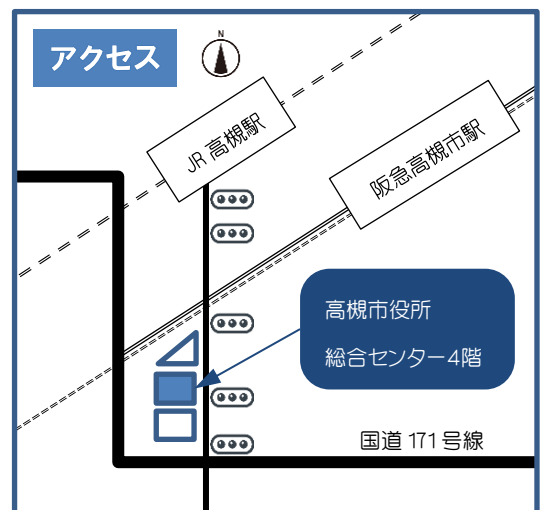 アクセス
N
JR 高槻駅
阪急高槻市駅
高槻市役所
総合センター4階
国道 171 号線